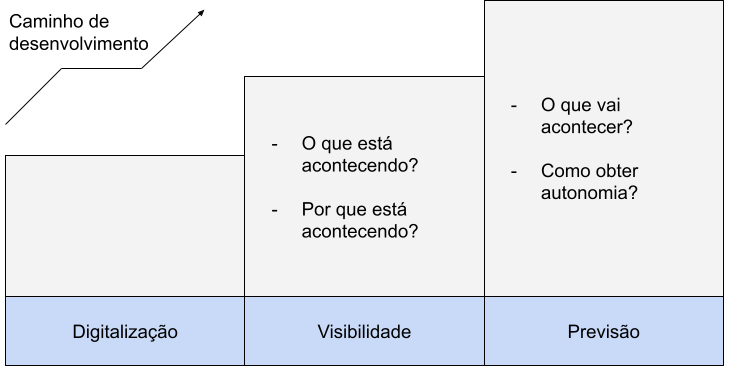 Caminho de
desenvolvimento
- O que está
acontecendo?
- Por que está
acontecendo?
- O que vai
acontecer?
- Como obter
autonomia?
Digitalização
Visibilidade
Previsão